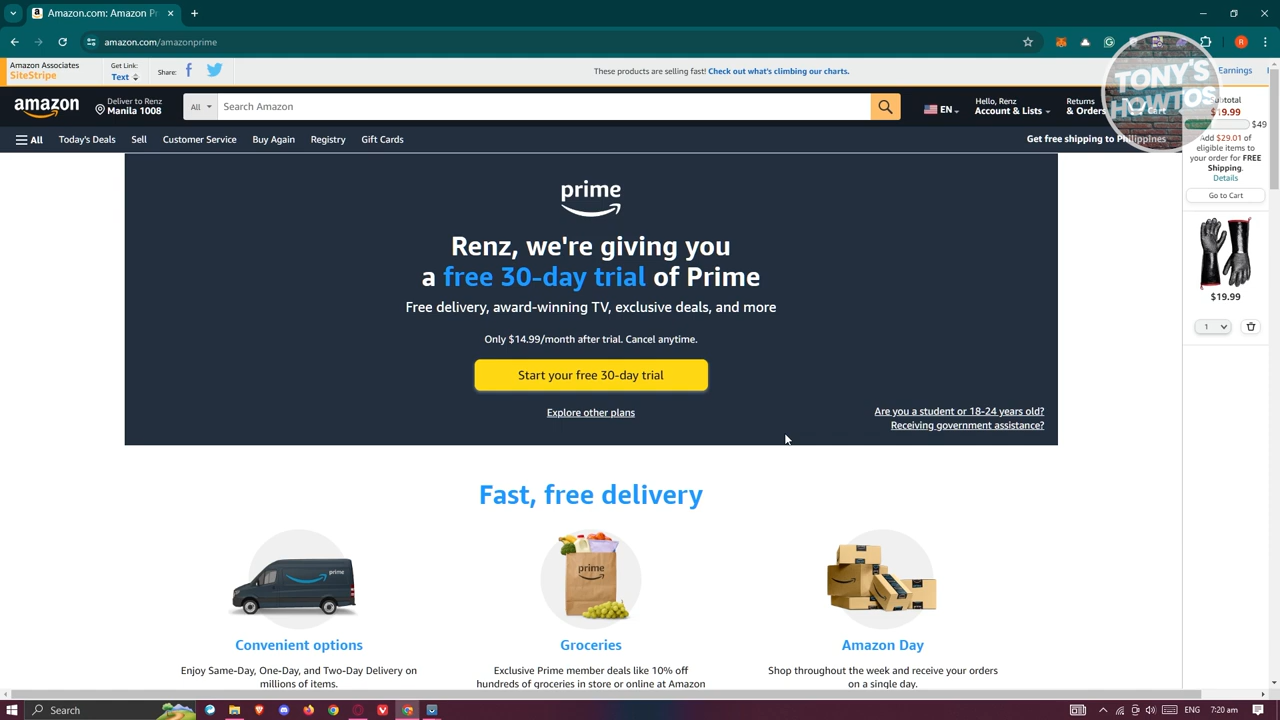 Amazon.com: Amazon Pr
amazon.com/amazonprime
Amazon Associates
SiteStripe
Get Link:
Text
Share:
These products are selling fast! Check out what's climbing our charts.
Earnings
TONY'S
HOWTOS
amazon
Deliver to Renz
Manila 1008
All
Search Amazon
EN
Hello, Renz
Account & Lists
Returns
& Orders
Cart
All
Today's Deals
Sell
Customer Service
Buy Again
Registry
Gift Cards
Get free shipping to Philippines
$49
Add $29.01 of
eligible items to
your order for FREE
Shipping.
Details
Go to Cart
$19.99
1
prime
Renz, we're giving you
a free 30-day trial of Prime
Free delivery, award-winning TV, exclusive deals, and more
Only $14.99/month after trial. Cancel anytime.
Start your free 30-day trial
Explore other plans
Are you a student or 18-24 years old?
Receiving government assistance?
Fast, free delivery
prime
prime
Convenient options
Groceries
Amazon Day
Enjoy Same-Day, One-Day, and Two-Day Delivery on
millions of items.
Exclusive Prime member deals like 10% off
hundreds of groceries in store or online at Amazon
Shop throughout the week and receive your orders
on a single day.
Search
ENG
7:20 am